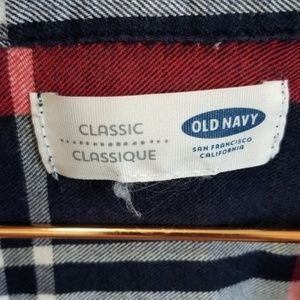 CLASSIC
CLASSIQUE
OLD NAVY
SAN FRANCISCO
CALIFORNIA